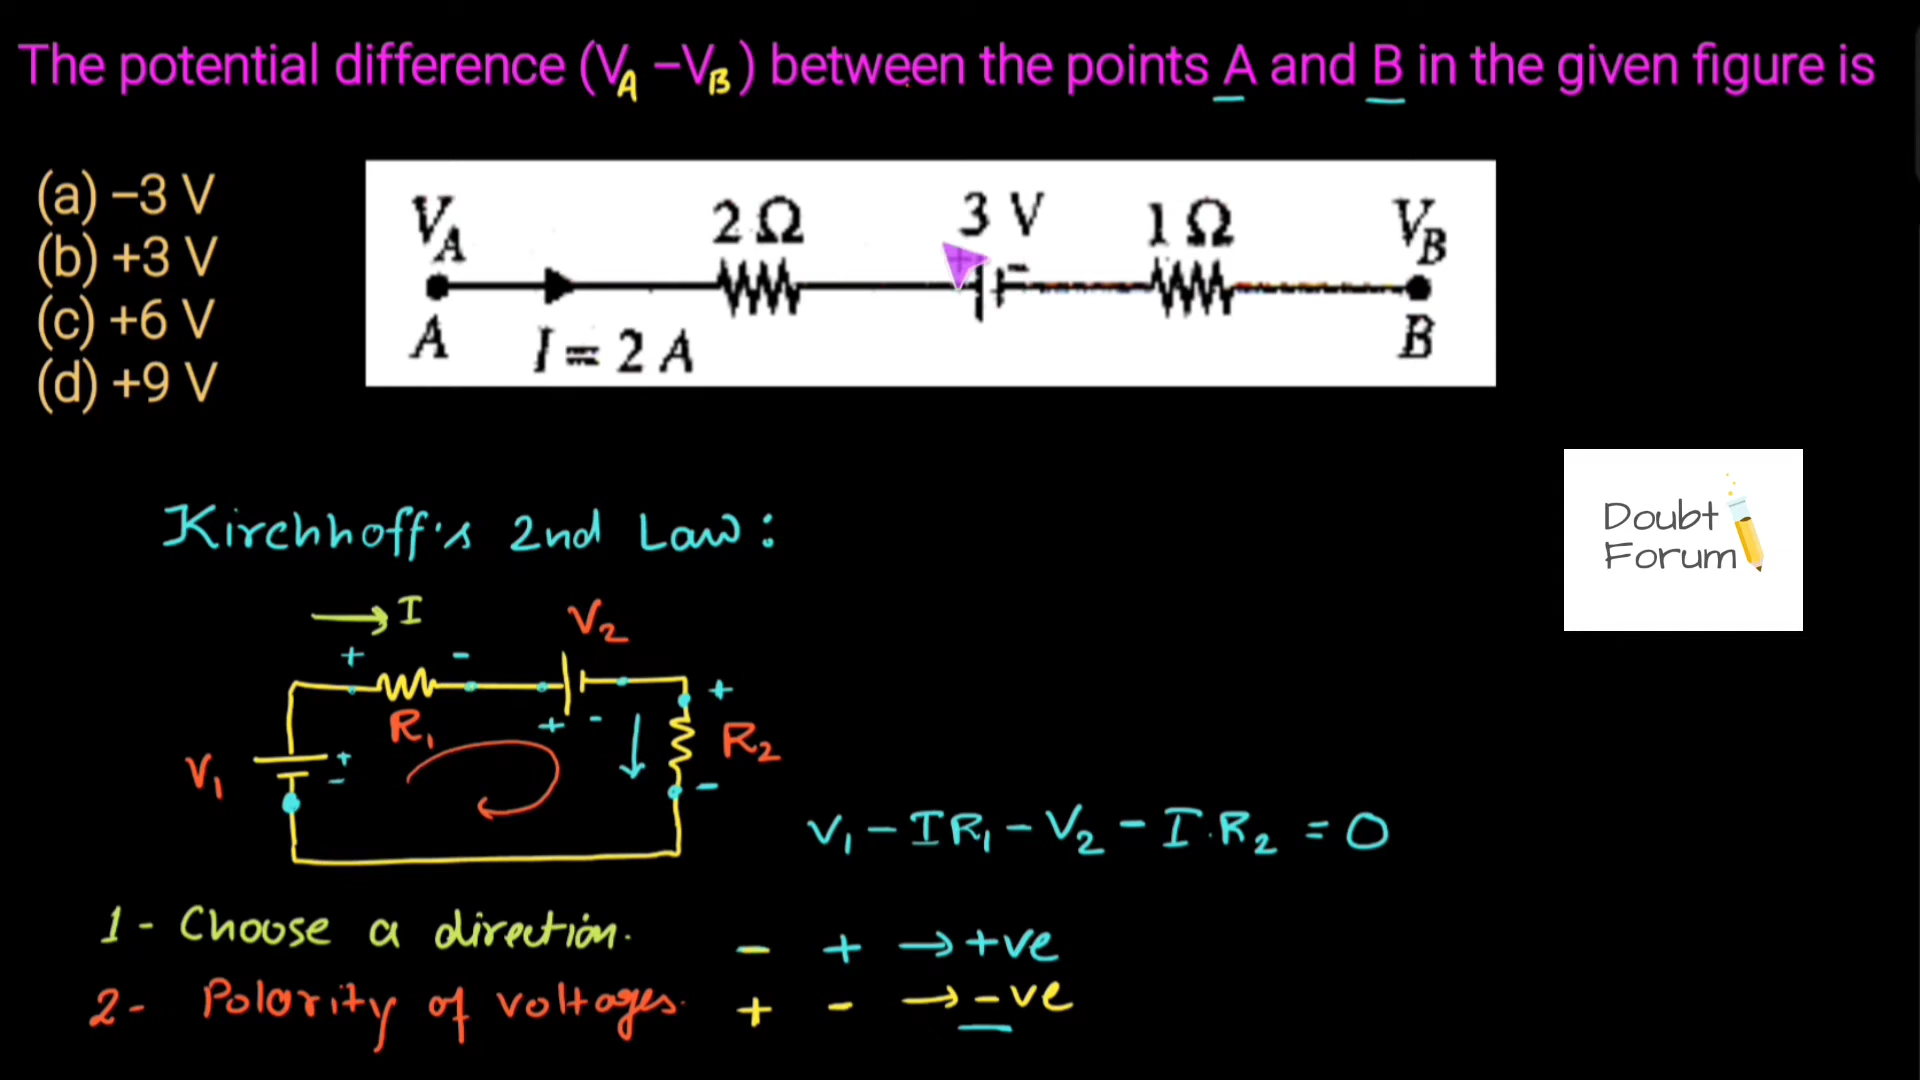 The potential difference (VA –VB) between the points A and B in the given figure is
(a) –3 V
(b) +3 V
(c) +6 V
(d) +9 V
VA 2 Ω 3 V 1 Ω VB
+ -
A I = 2 A B
Kirchhoff's 2nd Law:
Doubt
Forum
→ I
V2
+ - + - +
R1 R2
V1 + - -
V1 – IR1 – V2 – I.R2 = 0
1 - Choose a direction.
- + → +ve
2 - Polarity of voltages.
+ - → -ve